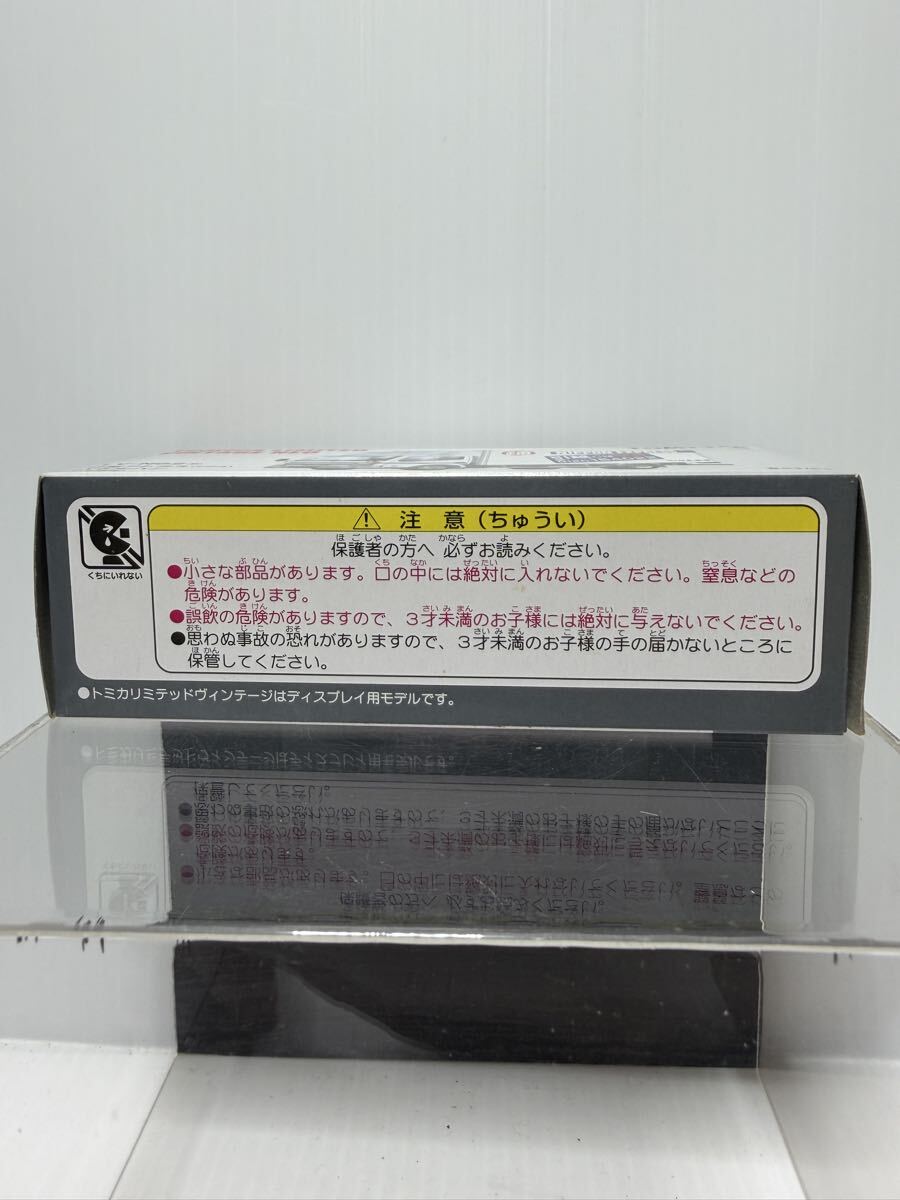 ⚠ 注 意(ちゅうい)
保護者の方へ 必ずお読みください。
●小さな部品があります。口の中には絶対に入れないでください。窒息などの
危険があります。
●誤飲の危険がありますので、3才未満のお子様には絶対に与えないでください。
●思わぬ事故の恐れがありますので、3才未満のお子様の手の届かないところに
保管してください。
くちにいれない
●トミカリミテッドヴィンテージはディスプレイ用モデルです。